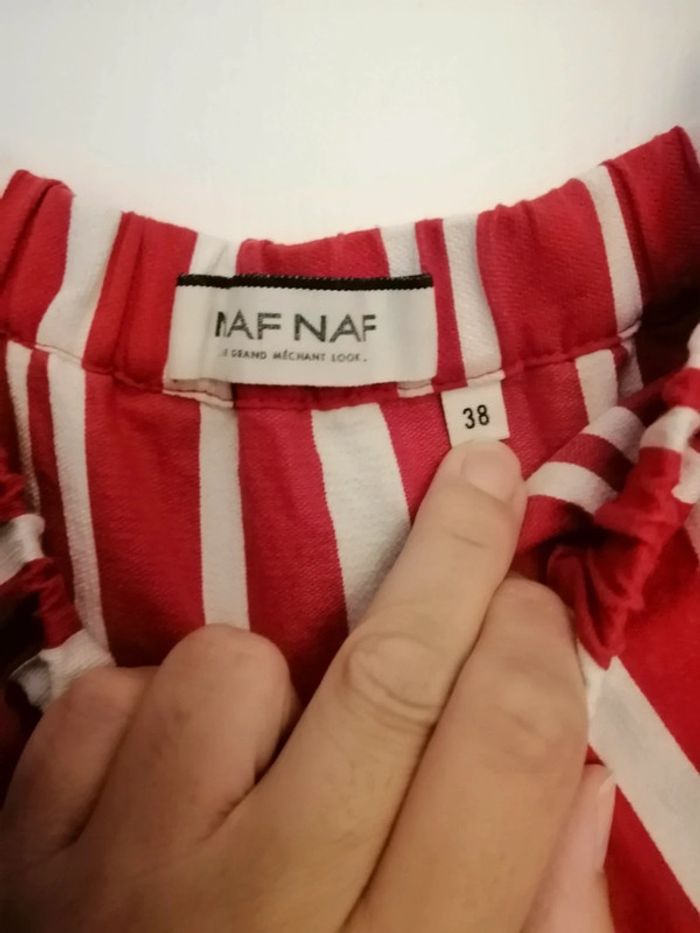 NAF NAF
LE GRAND MÉCHANT LOOK.
38